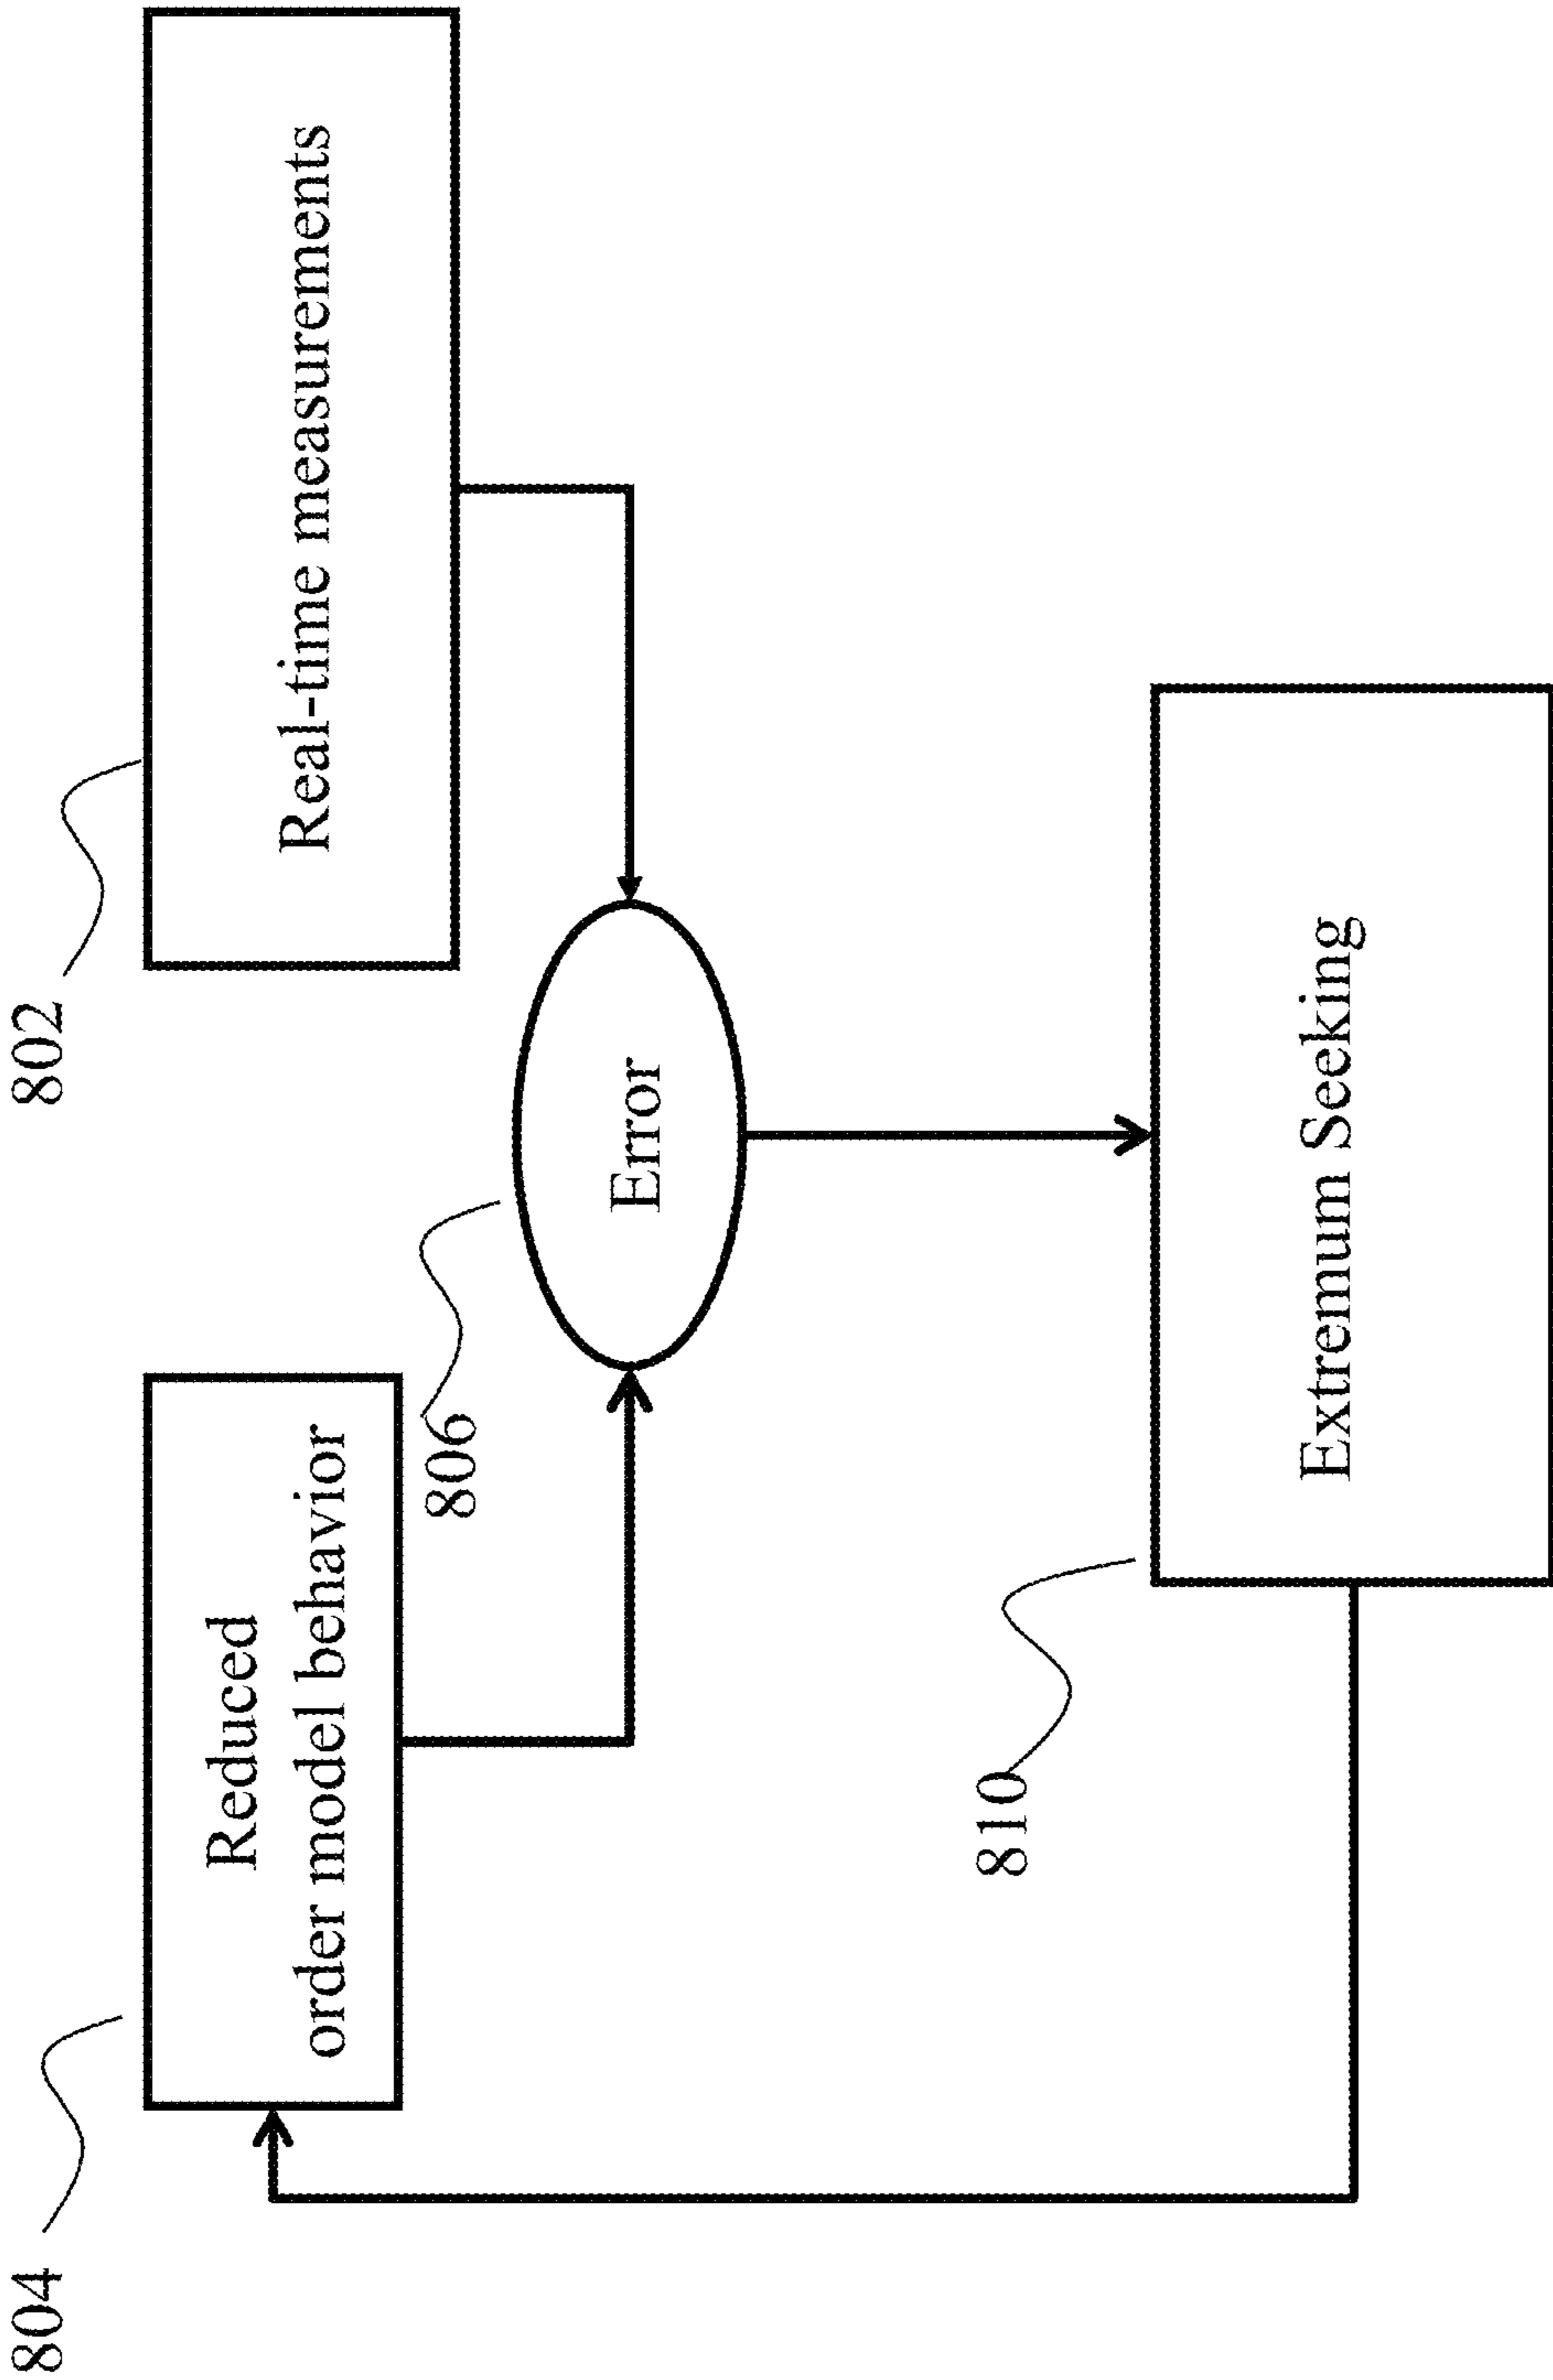 804
802
Reduced
order model behavior
Real-time measurements
806
Error
810
Extremum Seeking